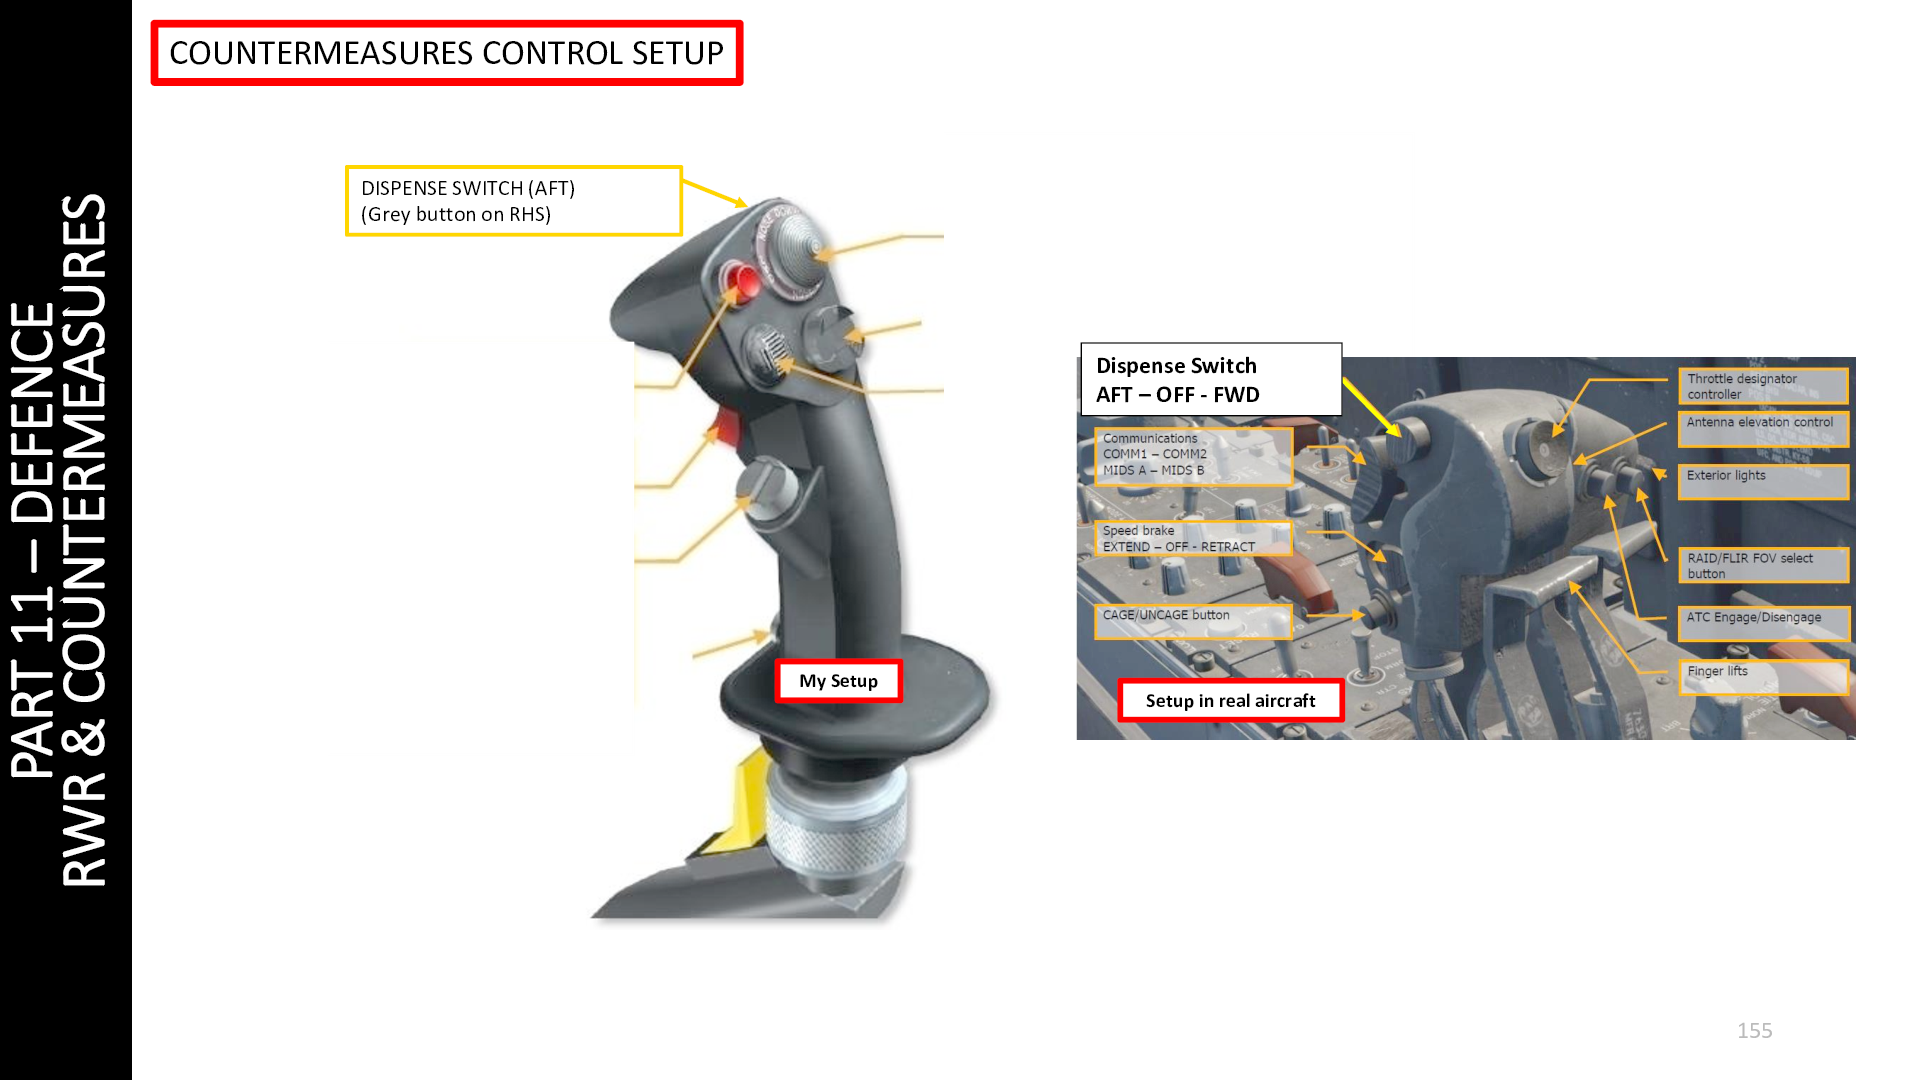 COUNTERMEASURES CONTROL SETUP
PART 11 – DEFENCE
RWR & COUNTERMEASURES
DISPENSE SWITCH (AFT)
(Grey button on RHS)
My Setup
Dispense Switch
AFT – OFF - FWD
Communications
COMM1 – COMM2
MIDS A – MIDS B
Speed brake
EXTEND – OFF - RETRACT
CAGE/UNCAGE button
Setup in real aircraft
Throttle designator
controller
Antenna elevation control
Exterior lights
RAID/FLIR FOV select
button
ATC Engage/Disengage
Finger lifts
155